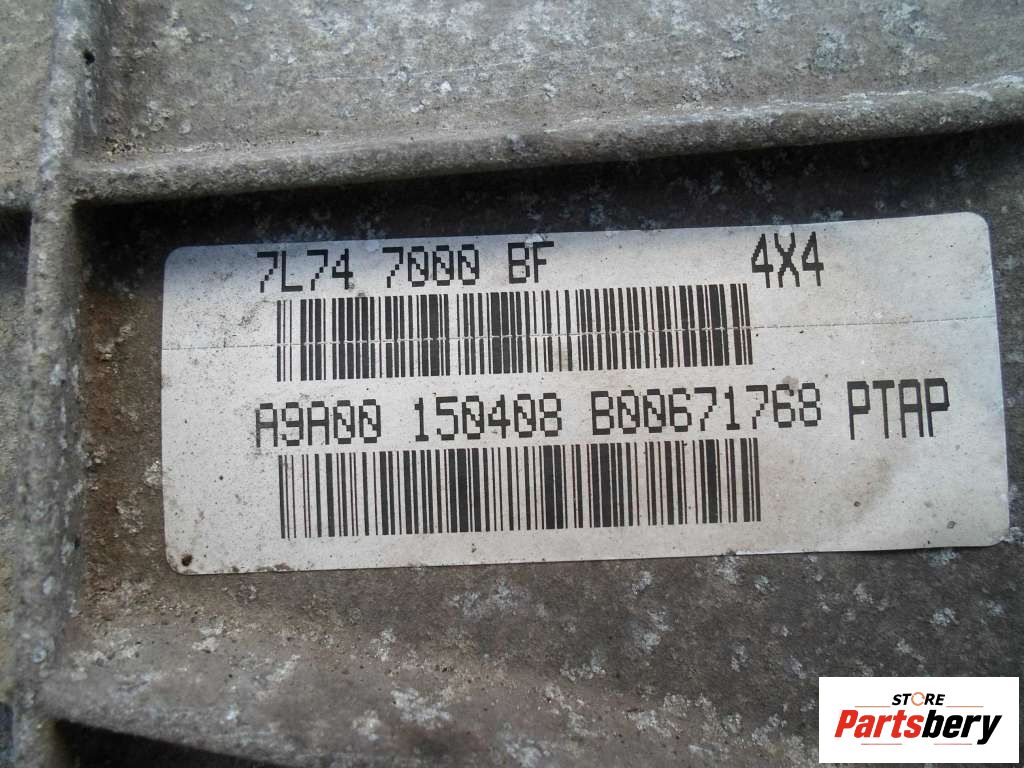 7L74 7000 BF 4X4
A9A00 150408 B00671768 PTAP
STORE
Partsbery